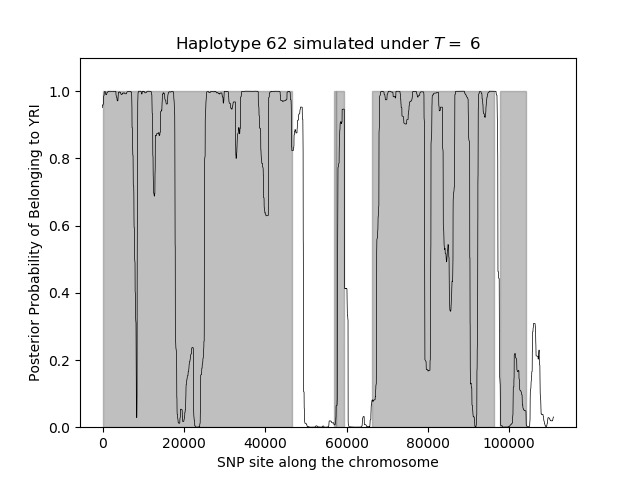 Haplotype 62 simulated under T = 6
1.0
0.8
0.6
0.4
0.2
0.0
Posterior Probability of Belonging to YRI
0 20000 40000 60000 80000 100000
SNP site along the chromosome